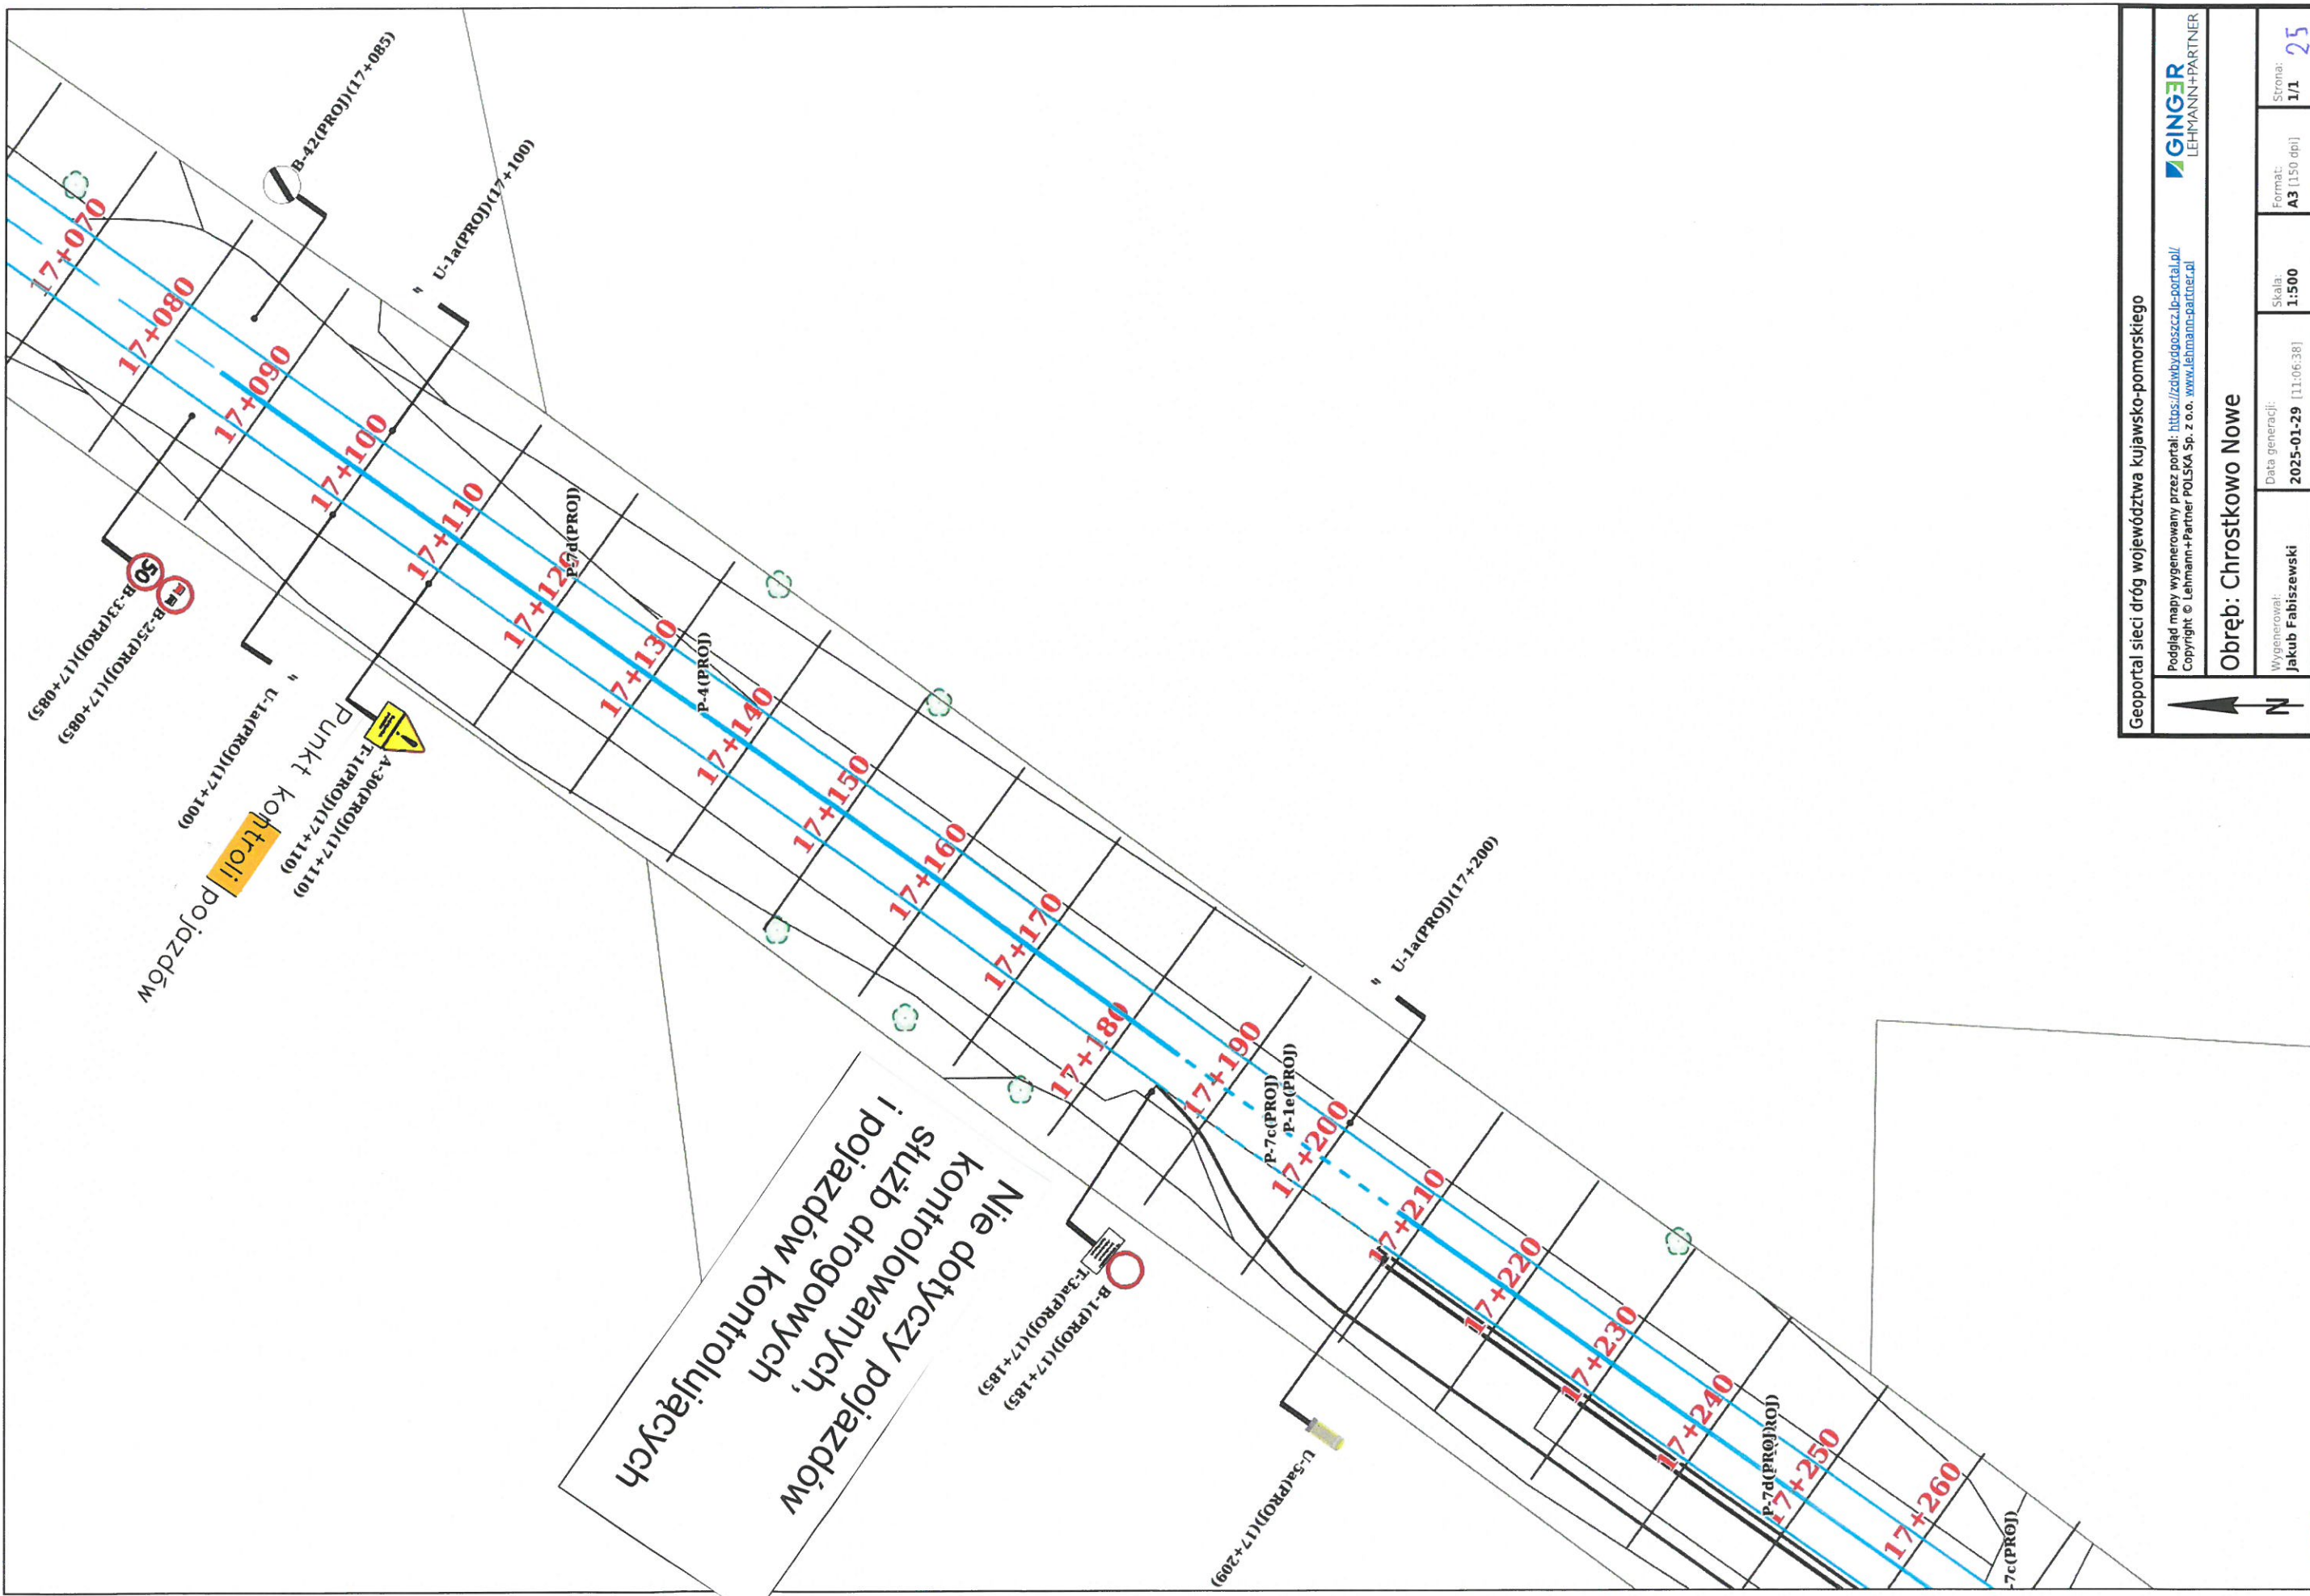 B-42(PROJ)(17+085)
U-1a(PROJ)(17+100)
17+070
17+080
17+090
17+100
17+110
17+120
P-7d(PROJ)
17+130
P-4(PROJ)
17+140
17+150
17+160
17+170
17+180
17+190
P-7c(PROJ)
P-1e(PROJ)
17+200
U-1a(PROJ)(17+200)
17+210
17+220
17+230
17+240
P-7d(PROJ)
17+250
17+260
-7c(PROJ)
50
B-33(PROJ)(17+085)
B-25(PROJ)(17+085)
U-1a(PROJ)(17+100)
Punkt kontroli pojazdów
T-1(PROJ)(17+110)
A-30(PROJ)(17+110)
Nie dotyczy pojazdów
kontrolowanych,
służb drogowych
i pojazdów kontrolujących
T-3a(PROJ)(17+185)
B-1(PROJ)(17+185)
U-5a(PROJ)(17+209)
Geoportal sieci dróg województwa kujawsko-pomorskiego
Podgląd mapy wygenerowany przez portal: https://zdwbydgoszcz.lp-portal.pl/
Copyright © Lehmann+Partner POLSKA Sp. z o.o. www.lehmann-partner.pl
GINGER
LEHMANN+PARTNER
Obręb: Chrostkowo Nowe
N
Wygenerował:
Jakub Fabiszewski
Data generacji:
2025-01-29 [11:06:38]
Skala:
1:500
Format:
A3 [150 dpi]
Strona:
1/1
25